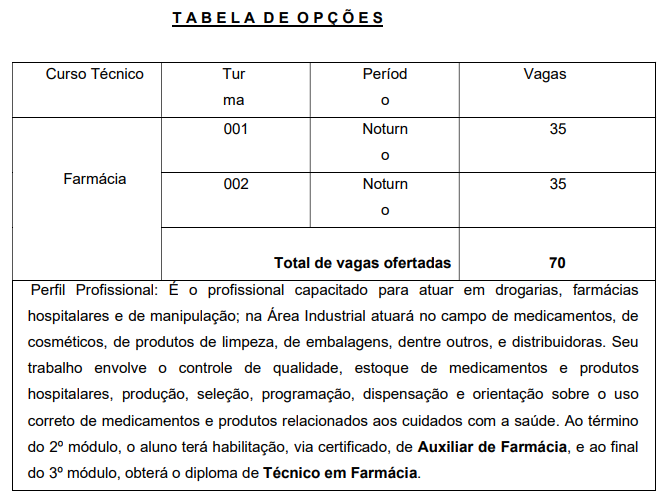 T A B E L A D E O P Ç Õ E S
Curso Técnico Tur Períod Vagas
ma o
001 Noturn 35
o
Farmácia
002 Noturn 35
o
Total de vagas ofertadas 70
Perfil Profissional: É o profissional capacitado para atuar em drogarias, farmácias
hospitalares e de manipulação; na Área Industrial atuará no campo de medicamentos, de
cosméticos, de produtos de limpeza, de embalagens, dentre outros, e distribuidoras. Seu
trabalho envolve o controle de qualidade, estoque de medicamentos e produtos
hospitalares, produção, seleção, programação, dispensação e orientação sobre o uso
correto de medicamentos e produtos relacionados aos cuidados com a saúde. Ao término
do 2º módulo, o aluno terá habilitação, via certificado, de Auxiliar de Farmácia, e ao final
do 3º módulo, obterá o diploma de Técnico em Farmácia.